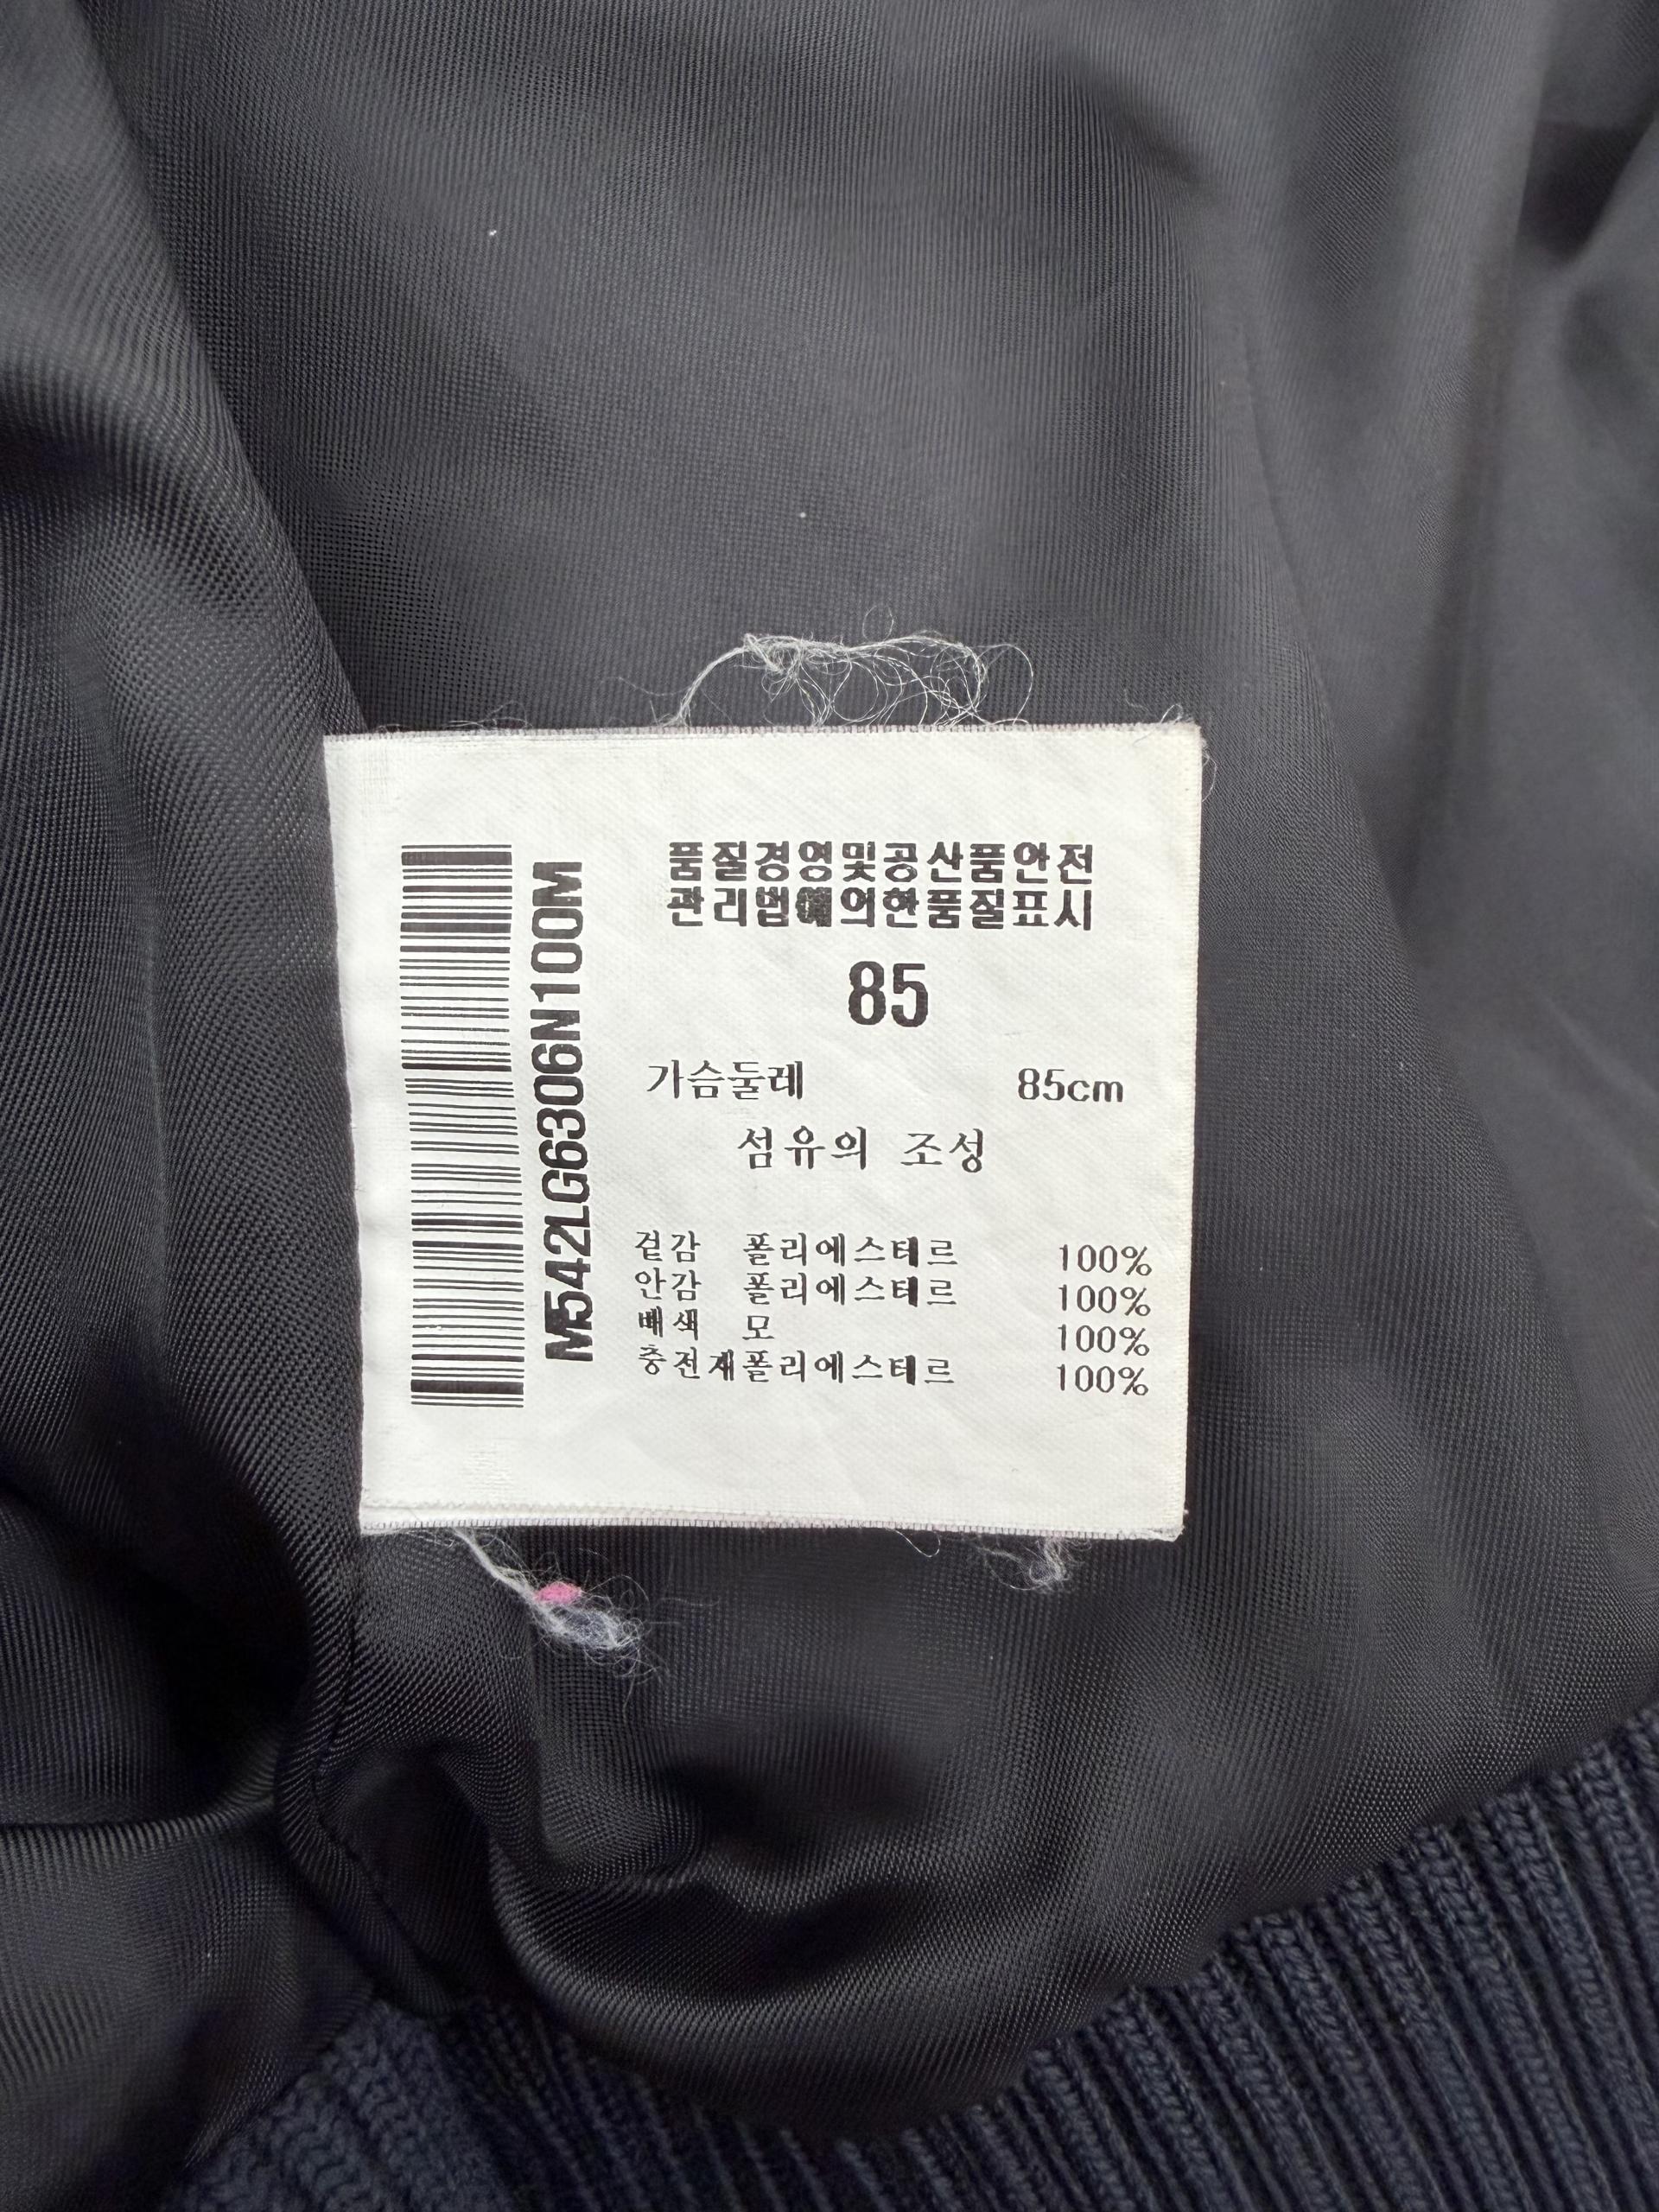 M542LG6306N100M
품질경영및공산품안전
관리법에의한품질표시
85
가슴둘레 85cm
섬유의 조성
겉감 폴리에스테르 100%
안감 폴리에스테르 100%
배색 모 100%
충전재폴리에스테르 100%